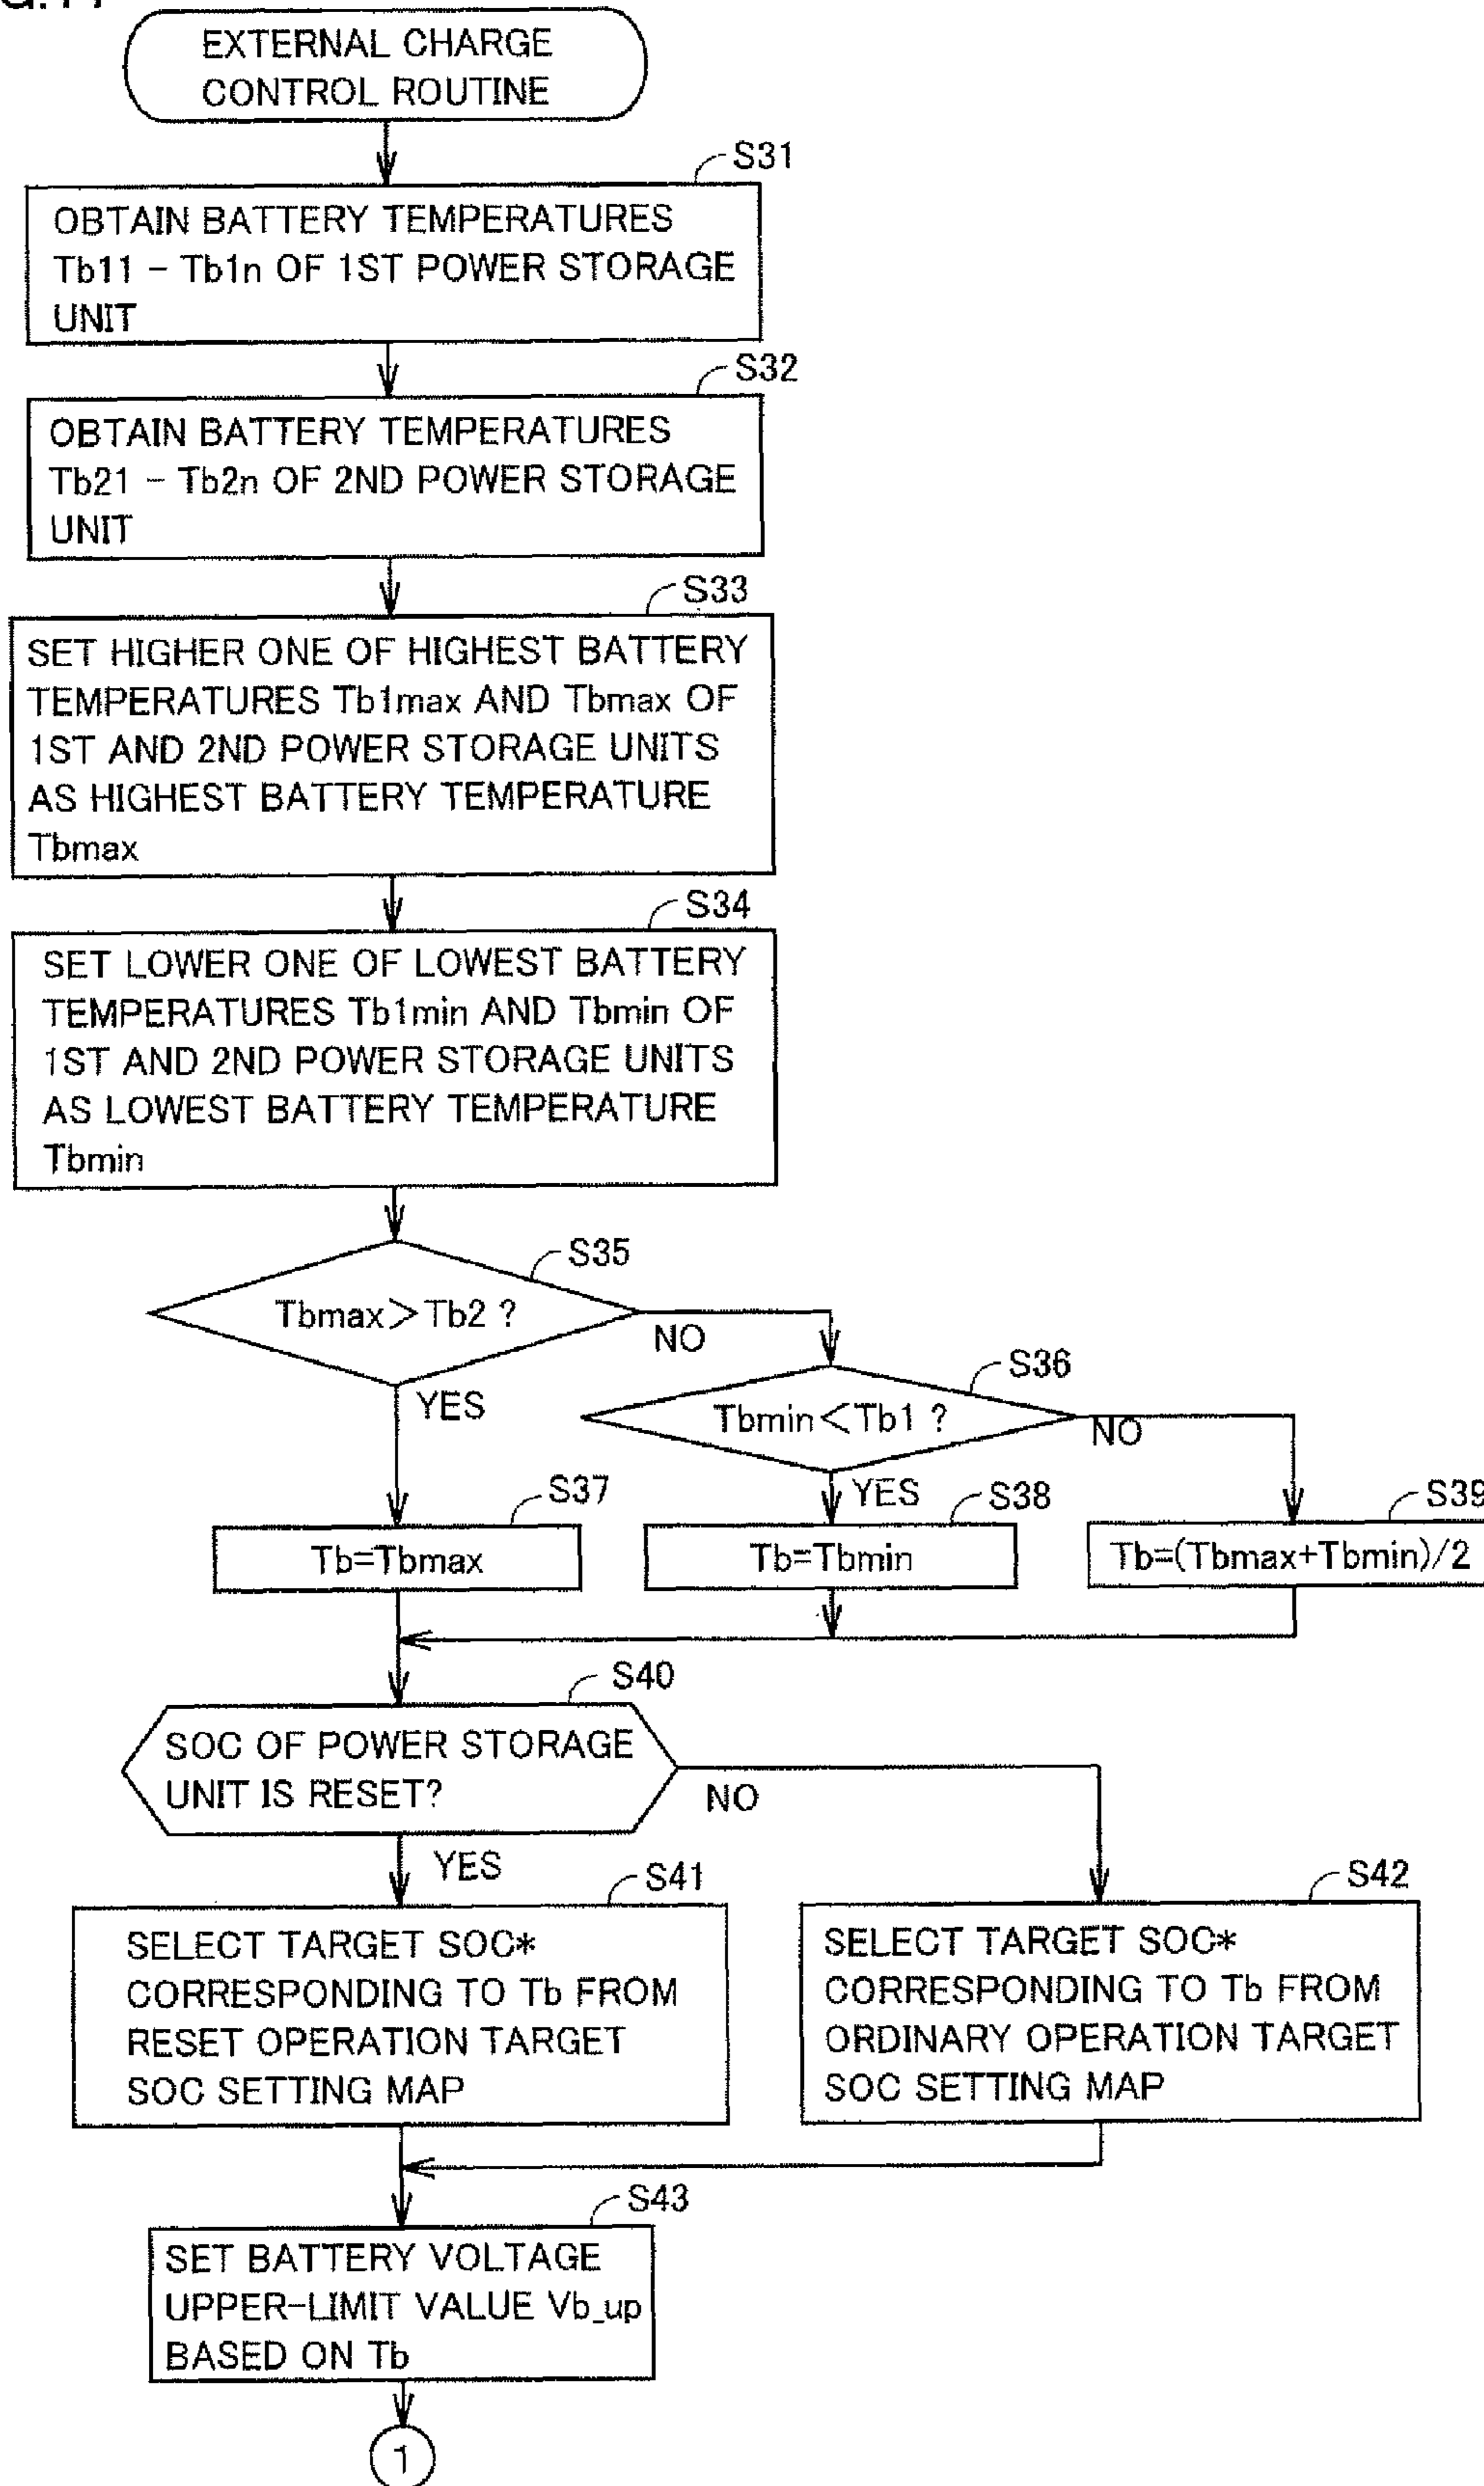 EXTERNAL CHARGE
CONTROL ROUTINE
S31
OBTAIN BATTERY TEMPERATURES
Tb11 − Tb1n OF 1ST POWER STORAGE
UNIT
S32
OBTAIN BATTERY TEMPERATURES
Tb21 − Tb2n OF 2ND POWER STORAGE
UNIT
S33
SET HIGHER ONE OF HIGHEST BATTERY
TEMPERATURES Tb1max AND Tbmax OF
1ST AND 2ND POWER STORAGE UNITS
AS HIGHEST BATTERY TEMPERATURE
Tbmax
S34
SET LOWER ONE OF LOWEST BATTERY
TEMPERATURES Tb1min AND Tbmin OF
1ST AND 2ND POWER STORAGE UNITS
AS LOWEST BATTERY TEMPERATURE
Tbmin
S35
Tbmax>Tb2 ?
NO
YES
S36
Tbmin<Tb1 ?
NO
YES
S37
Tb=Tbmax
S38
Tb=Tbmin
S39
Tb=(Tbmax+Tbmin)/2
S40
SOC OF POWER STORAGE
UNIT IS RESET?
NO
YES
S41
SELECT TARGET SOC*
CORRESPONDING TO Tb FROM
RESET OPERATION TARGET
SOC SETTING MAP
S42
SELECT TARGET SOC*
CORRESPONDING TO Tb FROM
ORDINARY OPERATION TARGET
SOC SETTING MAP
S43
SET BATTERY VOLTAGE
UPPER-LIMIT VALUE Vb_up
BASED ON Tb
1